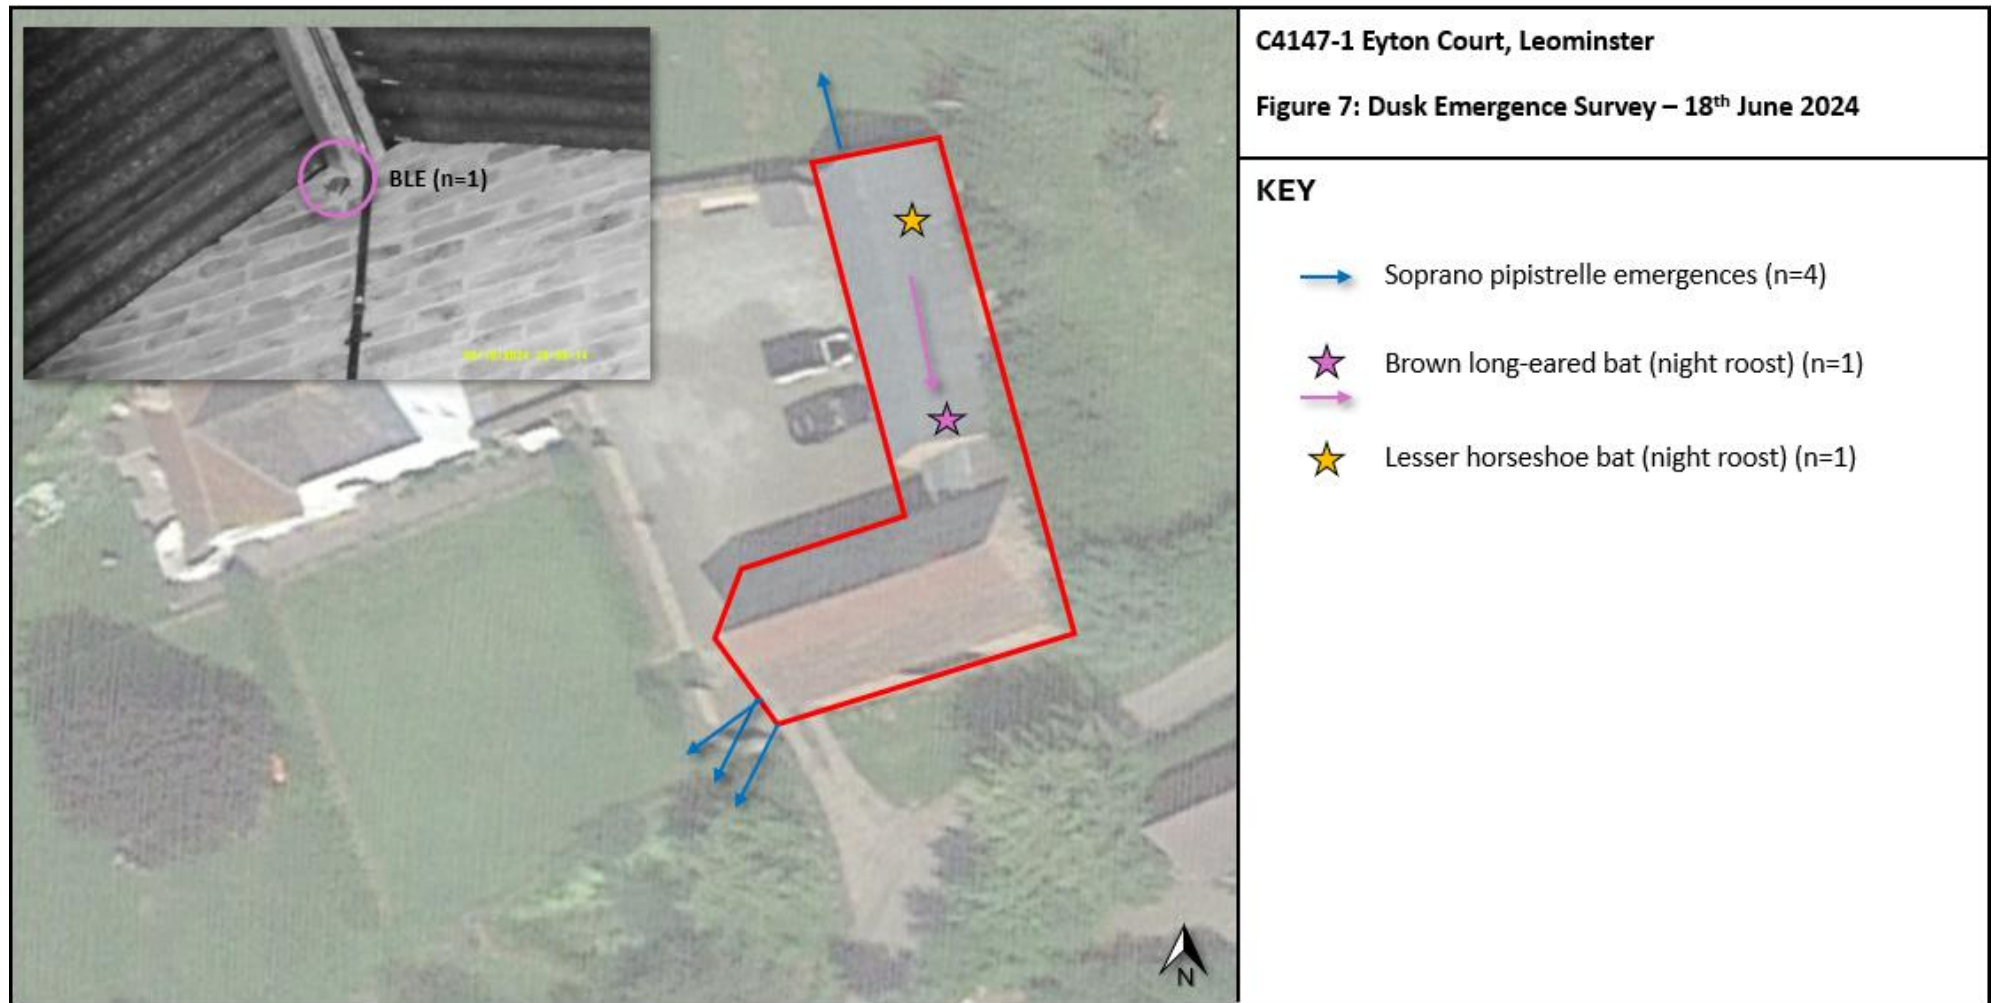 BLE (n=1)
N
C4147-1 Eyton Court, Leominster
Figure 7: Dusk Emergence Survey – 18th June 2024
KEY
Soprano pipistrelle emergences (n=4)
Brown long-eared bat (night roost) (n=1)
Lesser horseshoe bat (night roost) (n=1)